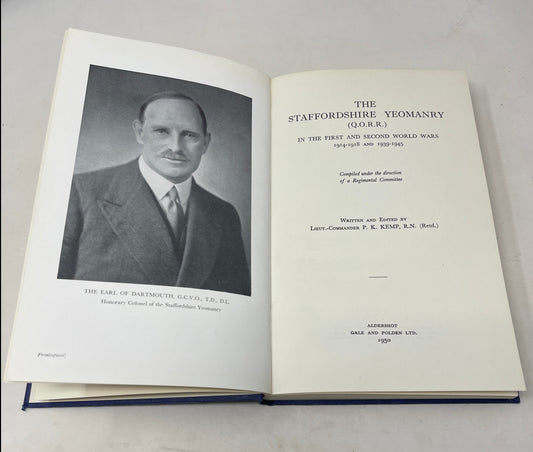 THE EARL OF DARTMOUTH, G.C.V.O., T.D., D.L.
Honorary Colonel of the Staffordshire Yeomanry
Frontispiece]
THE
STAFFORDSHIRE YEOMANRY
(Q.O.R.R.)
IN THE FIRST AND SECOND WORLD WARS
1914-1918 AND 1939-1945
Compiled under the direction
of a Regimental Committee
WRITTEN AND EDITED BY
LIEUT.-COMMANDER P. K. KEMP, R.N. (Retd.)
ALDERSHOT
GALE AND POLDEN LTD.
1950